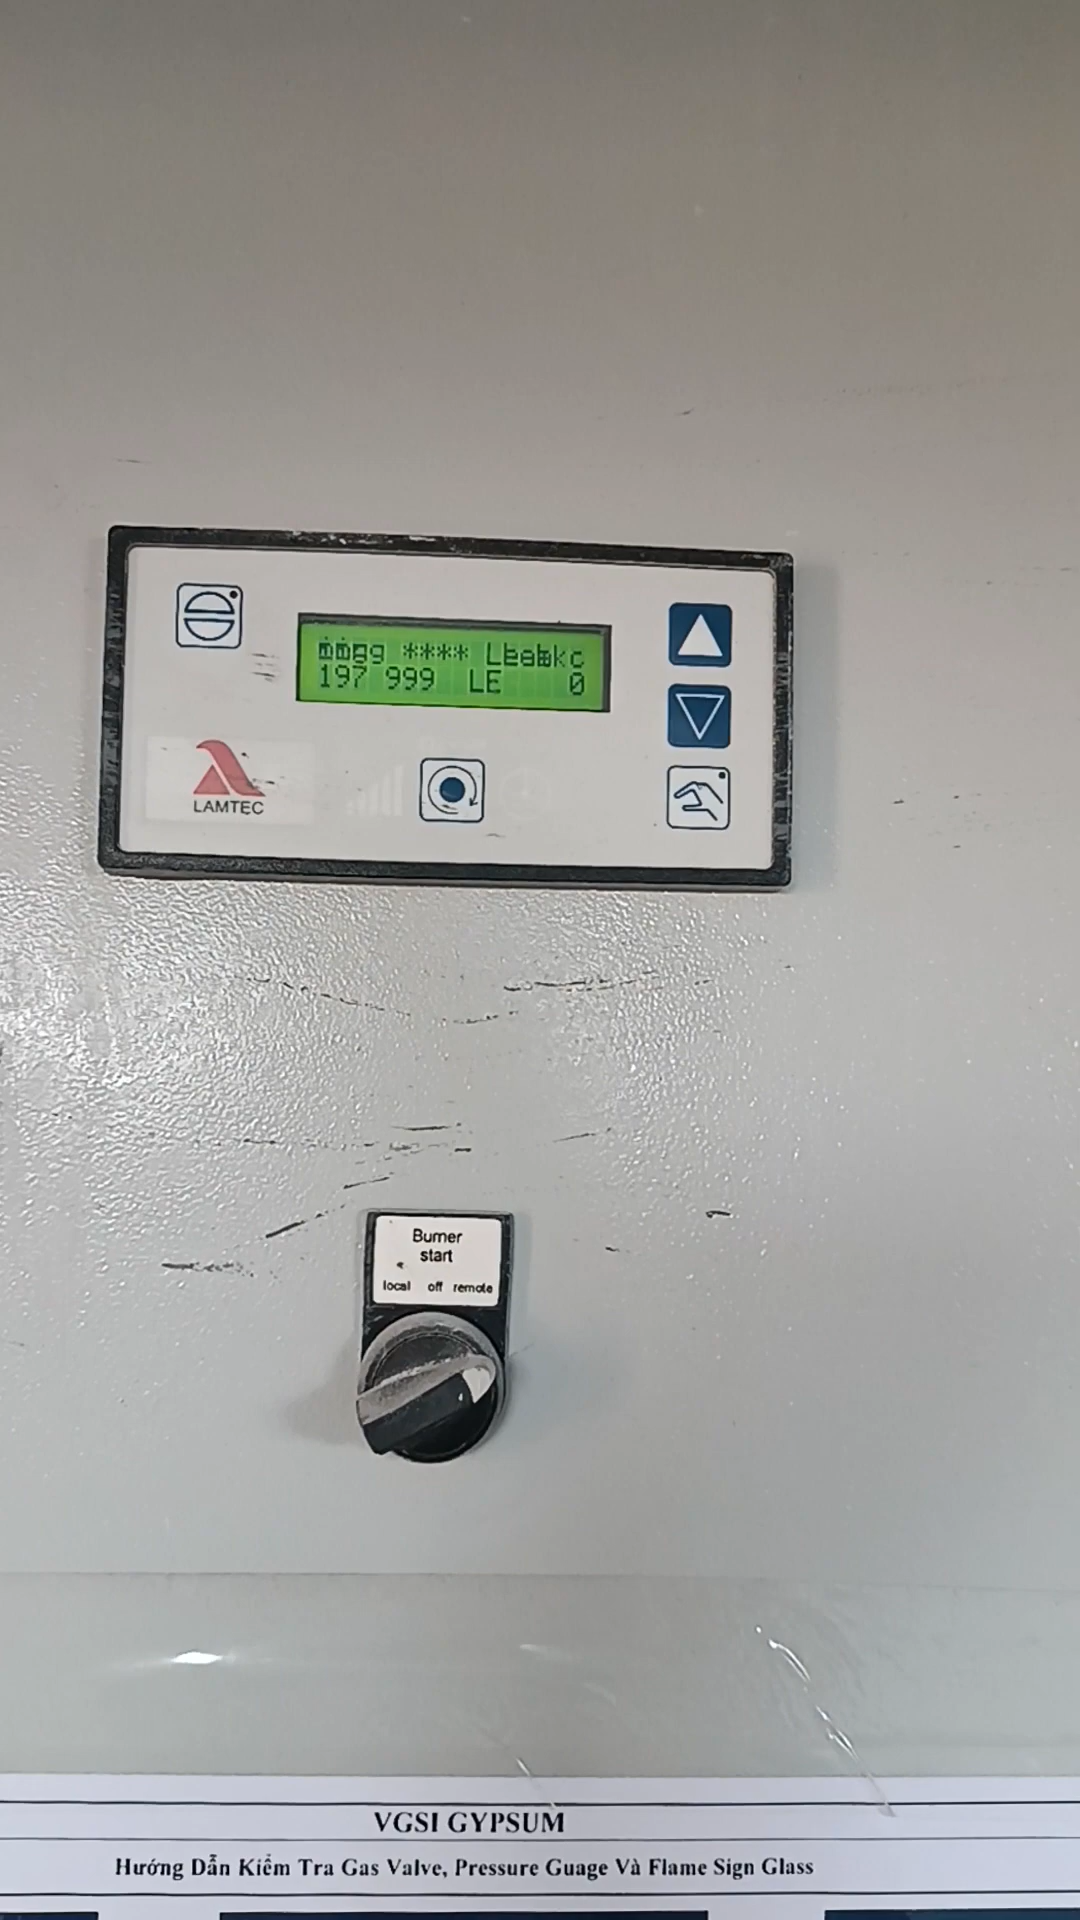 ****
197 999 LE 0
LAMTEC
Burner
start
local off remote
VGSI GYPSUM
Hướng Dẫn Kiểm Tra Gas Valve, Pressure Guage Và Flame Sign Glass